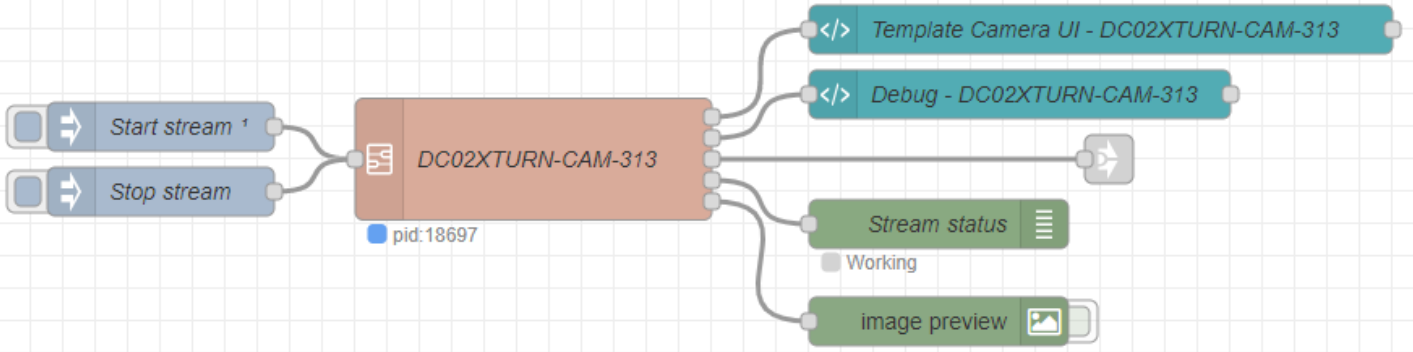 Template Camera UI - DC02XTURN-CAM-313
Debug - DC02XTURN-CAM-313
Start stream ¹
DC02XTURN-CAM-313
Stop stream
Stream status
pid:18697
Working
image preview